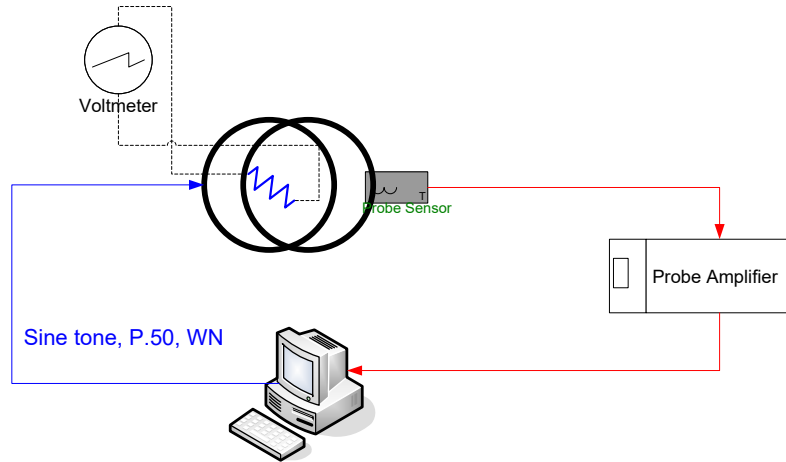 Voltmeter
T
Probe Sensor
Probe Amplifier
Sine tone, P.50, WN